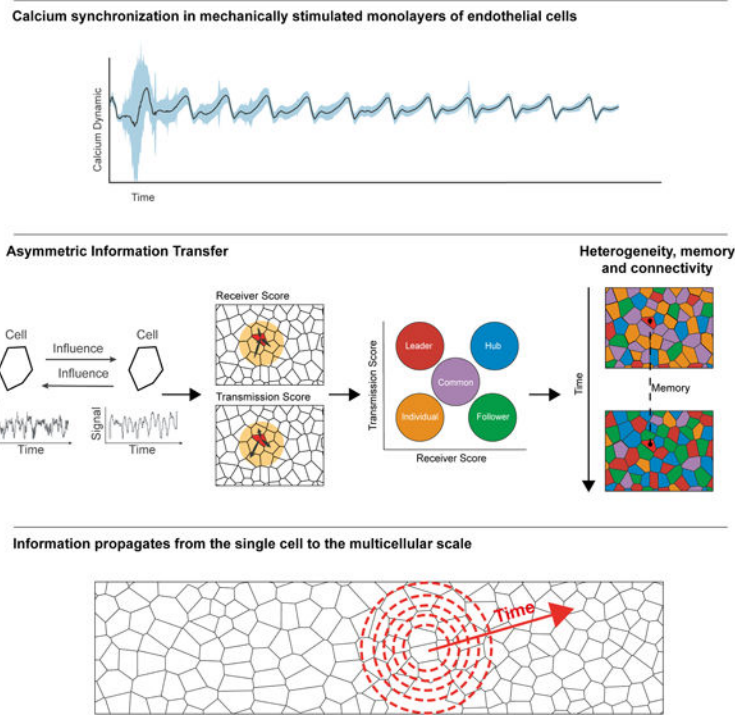 Calcium synchronization in mechanically stimulated monolayers of endothelial cells
Calcium Dynamic
Time
Asymmetric Information Transfer
Heterogeneity, memory
and connectivity
Cell
Influence
Cell
Influence
Signal
Time
Time
Receiver Score
Transmission Score
Transmission Score
Leader
Hub
Common
Individual
Follower
Receiver Score
Time
Memory
Information propagates from the single cell to the multicellular scale
Time